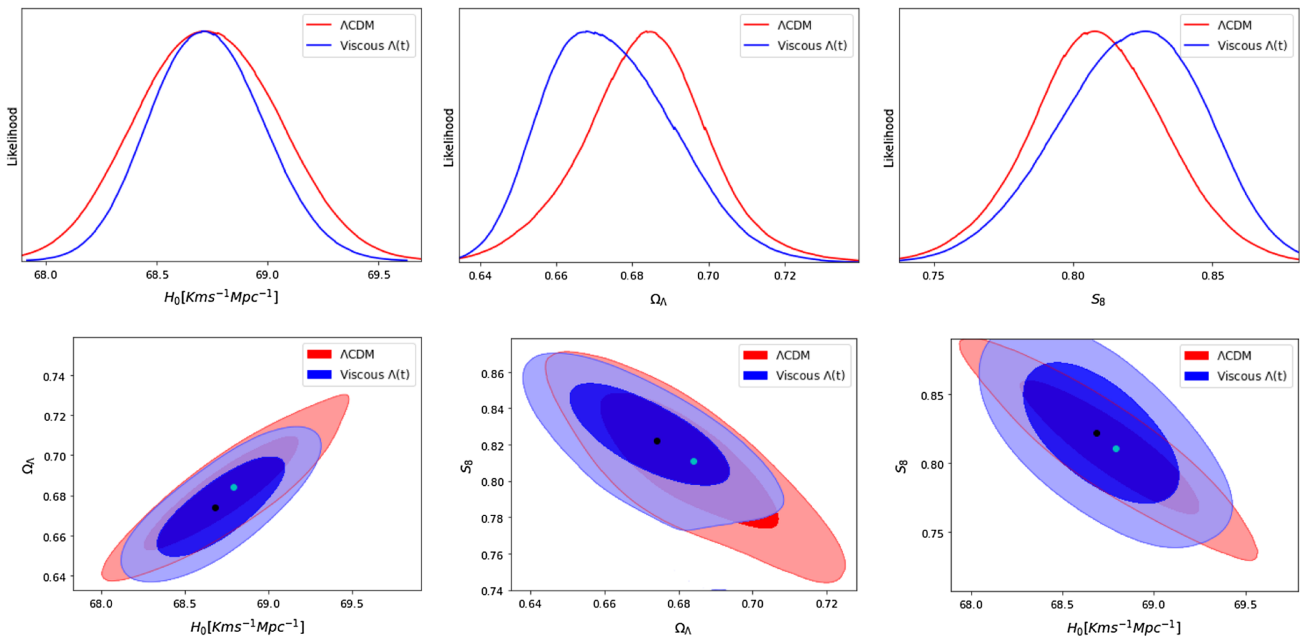 Likelihood
ΛCDM
Viscous Λ(t)
68.0 68.5 69.0 69.5
H₀[Kms⁻¹Mpc⁻¹]
Likelihood
ΛCDM
Viscous Λ(t)
0.64 0.66 0.68 0.70 0.72
Ω_Λ
Likelihood
ΛCDM
Viscous Λ(t)
0.75 0.80 0.85
S₈
Ω_Λ
0.74
0.72
0.70
0.68
0.66
0.64
ΛCDM
Viscous Λ(t)
68.0 68.5 69.0 69.5
H₀[Kms⁻¹Mpc⁻¹]
S₈
0.86
0.84
0.82
0.80
0.78
0.76
0.74
ΛCDM
Viscous Λ(t)
0.64 0.66 0.68 0.70 0.72
Ω_Λ
S₈
0.85
0.80
0.75
ΛCDM
Viscous Λ(t)
68.0 68.5 69.0 69.5
H₀[Kms⁻¹Mpc⁻¹]